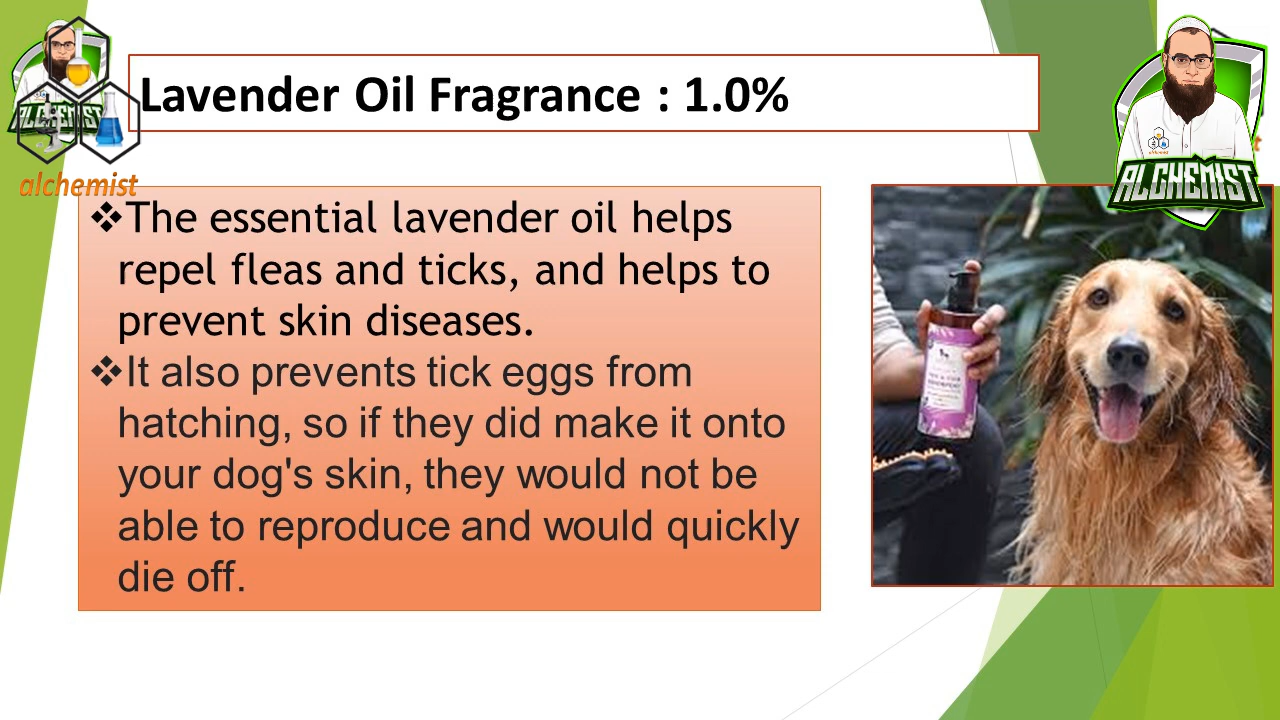 Lavender Oil Fragrance : 1.0%
ALCHEMIST
alchemist
ALCHEMIST
alchemist
❖The essential lavender oil helps
repel fleas and ticks, and helps to
prevent skin diseases.
❖It also prevents tick eggs from
hatching, so if they did make it onto
your dog's skin, they would not be
able to reproduce and would quickly
die off.